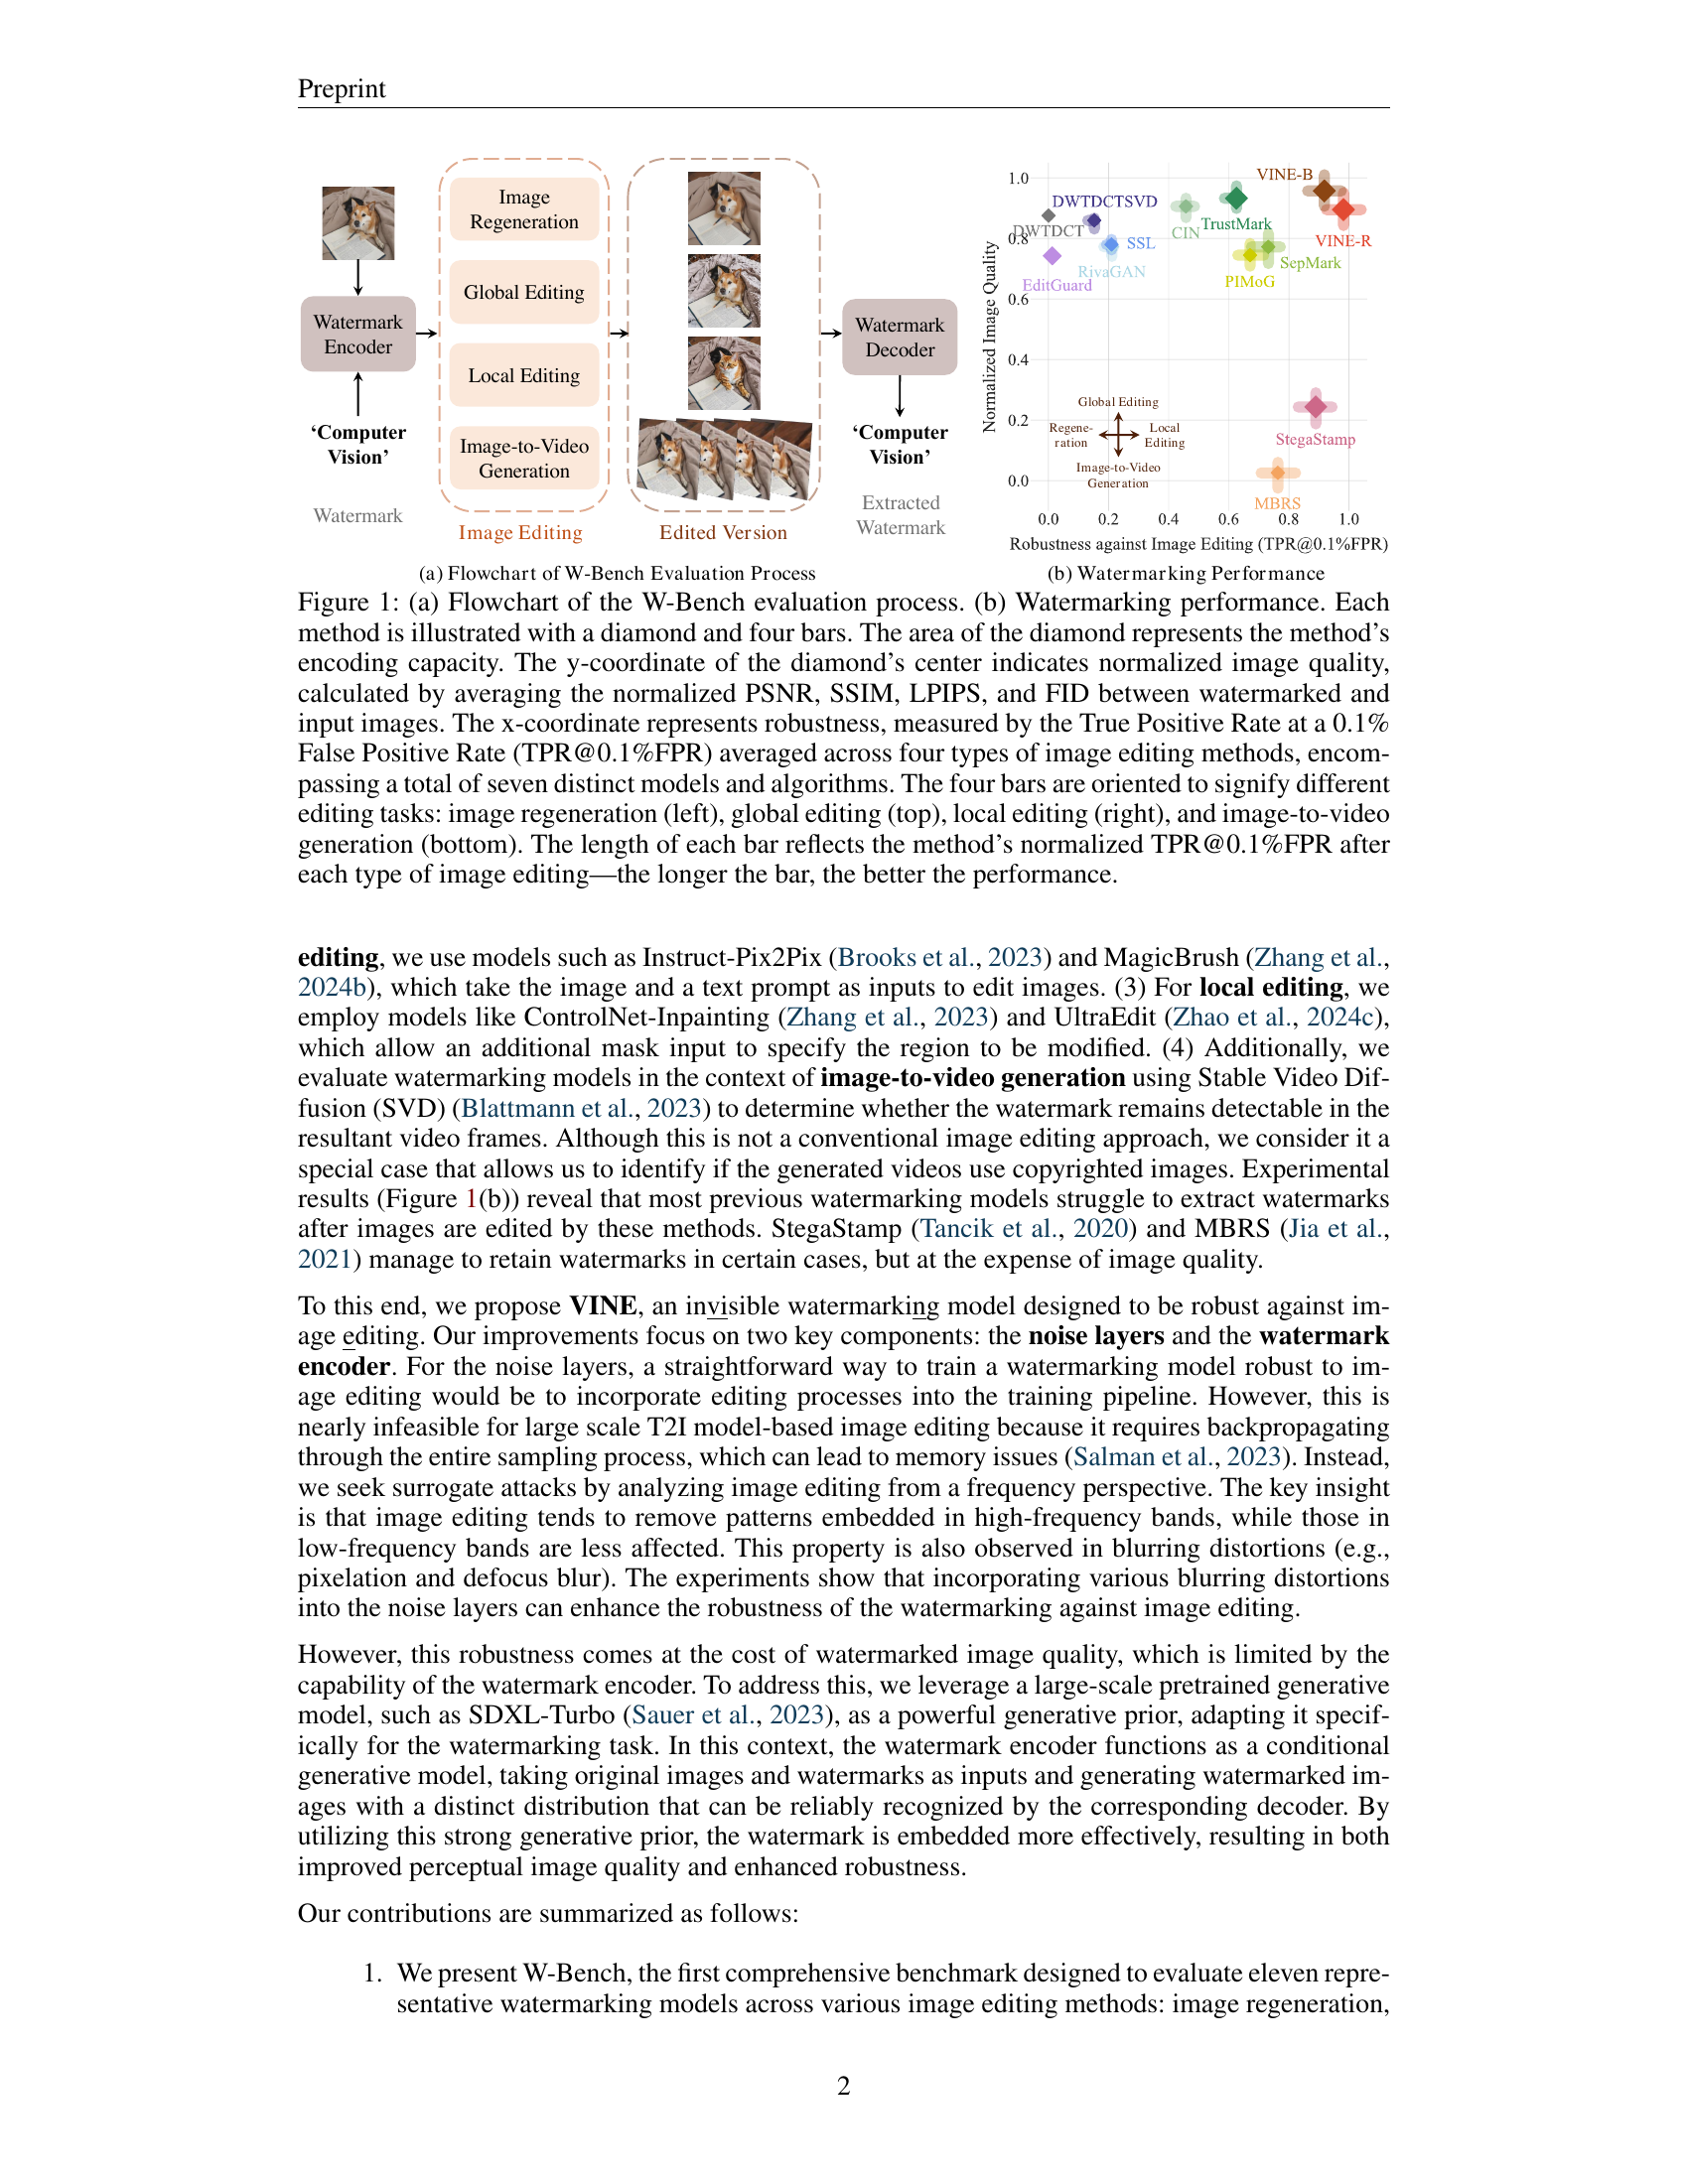 Preprint
Image
Regeneration
Global Editing
Local Editing
Image-to-Video
Generation
Image Editing
Edited Version
Watermark
Encoder
‘Computer
Vision’
Watermark
Watermark
Decoder
‘Computer
Vision’
Extracted
Watermark
(a) Flowchart of W-Bench Evaluation Process
Normalized Image Quality
1.0
0.8
0.6
0.4
0.2
0.0
0.0 0.2 0.4 0.6 0.8 1.0
Robustness against Image Editing (TPR@0.1%FPR)
VINE-B
DWTDCTSVD
DWTDCT
CIN
TrustMark
VINE-R
SSL
RivaGAN
EditGuard
SepMark
PIMoG
StegaStamp
MBRS
Global Editing
Regene-
ration
Local
Editing
Image-to-Video
Generation
(b) Watermarking Performance
Figure 1: (a) Flowchart of the W-Bench evaluation process. (b) Watermarking performance. Each
method is illustrated with a diamond and four bars. The area of the diamond represents the method’s
encoding capacity. The y-coordinate of the diamond’s center indicates normalized image quality,
calculated by averaging the normalized PSNR, SSIM, LPIPS, and FID between watermarked and
input images. The x-coordinate represents robustness, measured by the True Positive Rate at a 0.1%
False Positive Rate (TPR@0.1%FPR) averaged across four types of image editing methods, encom-
passing a total of seven distinct models and algorithms. The four bars are oriented to signify different
editing tasks: image regeneration (left), global editing (top), local editing (right), and image-to-video
generation (bottom). The length of each bar reflects the method’s normalized TPR@0.1%FPR after
each type of image editing—the longer the bar, the better the performance.
editing, we use models such as Instruct-Pix2Pix (Brooks et al., 2023) and MagicBrush (Zhang et al.,
2024b), which take the image and a text prompt as inputs to edit images. (3) For local editing, we
employ models like ControlNet-Inpainting (Zhang et al., 2023) and UltraEdit (Zhao et al., 2024c),
which allow an additional mask input to specify the region to be modified. (4) Additionally, we
evaluate watermarking models in the context of image-to-video generation using Stable Video Dif-
fusion (SVD) (Blattmann et al., 2023) to determine whether the watermark remains detectable in the
resultant video frames. Although this is not a conventional image editing approach, we consider it a
special case that allows us to identify if the generated videos use copyrighted images. Experimental
results (Figure 1(b)) reveal that most previous watermarking models struggle to extract watermarks
after images are edited by these methods. StegaStamp (Tancik et al., 2020) and MBRS (Jia et al.,
2021) manage to retain watermarks in certain cases, but at the expense of image quality.
To this end, we propose VINE, an invisible watermarking model designed to be robust against im-
age editing. Our improvements focus on two key components: the noise layers and the watermark
encoder. For the noise layers, a straightforward way to train a watermarking model robust to im-
age editing would be to incorporate editing processes into the training pipeline. However, this is
nearly infeasible for large scale T2I model-based image editing because it requires backpropagating
through the entire sampling process, which can lead to memory issues (Salman et al., 2023). Instead,
we seek surrogate attacks by analyzing image editing from a frequency perspective. The key insight
is that image editing tends to remove patterns embedded in high-frequency bands, while those in
low-frequency bands are less affected. This property is also observed in blurring distortions (e.g.,
pixelation and defocus blur). The experiments show that incorporating various blurring distortions
into the noise layers can enhance the robustness of the watermarking against image editing.
However, this robustness comes at the cost of watermarked image quality, which is limited by the
capability of the watermark encoder. To address this, we leverage a large-scale pretrained generative
model, such as SDXL-Turbo (Sauer et al., 2023), as a powerful generative prior, adapting it specif-
ically for the watermarking task. In this context, the watermark encoder functions as a conditional
generative model, taking original images and watermarks as inputs and generating watermarked im-
ages with a distinct distribution that can be reliably recognized by the corresponding decoder. By
utilizing this strong generative prior, the watermark is embedded more effectively, resulting in both
improved perceptual image quality and enhanced robustness.
Our contributions are summarized as follows:
1. We present W-Bench, the first comprehensive benchmark designed to evaluate eleven repre-
sentative watermarking models across various image editing methods: image regeneration,
2